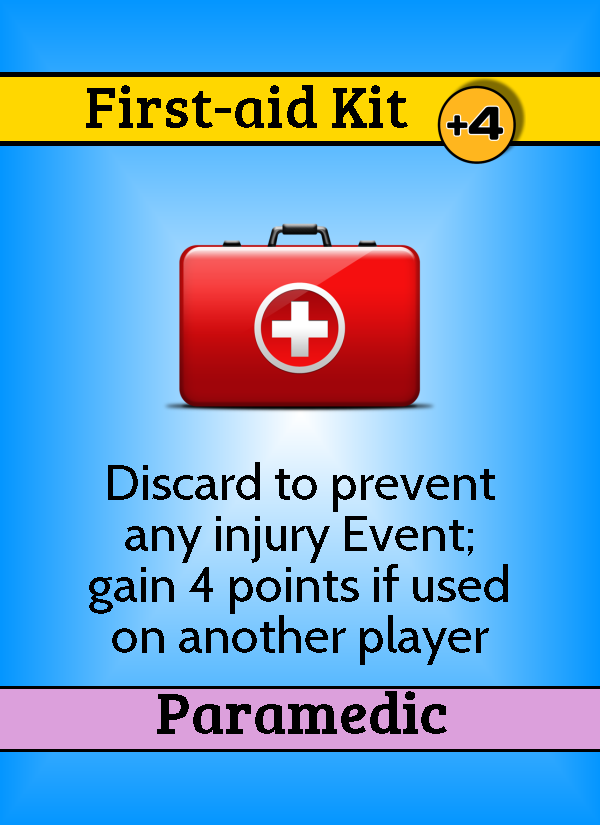 First-aid Kit +4
Discard to prevent
any injury Event;
gain 4 points if used
on another player
Paramedic